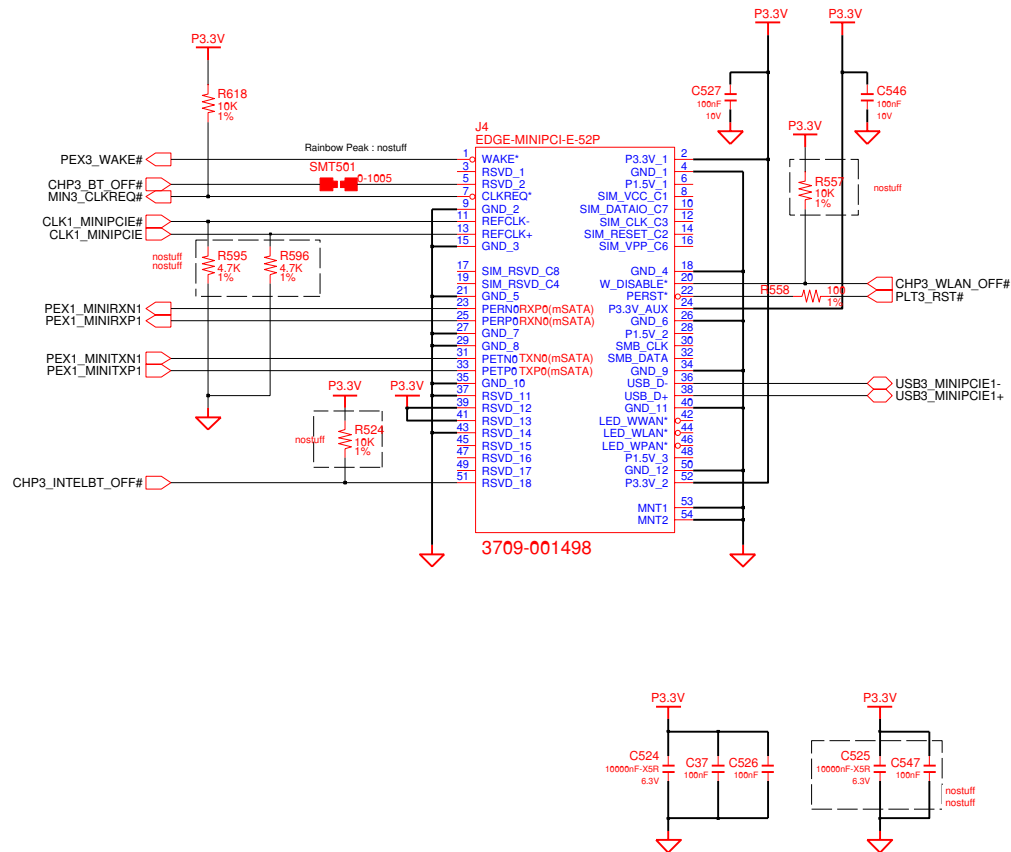 P3.3V
P3.3V
P3.3V
R618
10K
1%
C527
100nF
10V
C546
100nF
10V
P3.3V
R557
10K
1%
nostuff
J4
EDGE-MINIPCI-E-52P
Rainbow Peak : nostuff
SMT501
0-1005
PEX3_WAKE#
CHP3_BT_OFF#
MIN3_CLKREQ#
CLK1_MINIPCIE#
CLK1_MINIPCIE
nostuff
nostuff
R595
4.7K
1%
R596
4.7K
1%
PEX1_MINIRXN1
PEX1_MINIRXP1
PEX1_MINITXN1
PEX1_MINITXP1
P3.3V
P3.3V
nostuff
R524
10K
1%
CHP3_INTELBT_OFF#
1 WAKE*
3 RSVD_1
5 RSVD_2
7 CLKREQ*
9 GND_2
11 REFCLK-
13 REFCLK+
15 GND_3
17 SIM_RSVD_C8
19 SIM_RSVD_C4
21 GND_5
23 PERN0 RXP0(mSATA)
25 PERP0 RXN0(mSATA)
27 GND_7
29 GND_8
31 PETN0 TXN0(mSATA)
33 PETP0 TXP0(mSATA)
35 GND_10
37 RSVD_11
39 RSVD_12
41 RSVD_13
43 RSVD_14
45 RSVD_15
47 RSVD_16
49 RSVD_17
51 RSVD_18
P3.3V_1 2
GND_1 4
P1.5V_1 6
SIM_VCC_C1 8
SIM_DATAIO_C7 10
SIM_CLK_C3 12
SIM_RESET_C2 14
SIM_VPP_C6 16
GND_4 18
W_DISABLE* 20
PERST* 22
P3.3V_AUX 24
GND_6 26
P1.5V_2 28
SMB_CLK 30
SMB_DATA 32
GND_9 34
USB_D- 36
USB_D+ 38
GND_11 40
LED_WWAN* 42
LED_WLAN* 44
LED_WPAN* 46
P1.5V_3 48
GND_12 50
P3.3V_2 52
MNT1 53
MNT2 54
3709-001498
R558
100
1%
CHP3_WLAN_OFF#
PLT3_RST#
USB3_MINIPCIE1-
USB3_MINIPCIE1+
P3.3V
C524
10000nF-X5R
6.3V
C37
100nF
C526
100nF
P3.3V
C525
10000nF-X5R
6.3V
C547
100nF
nostuff
nostuff